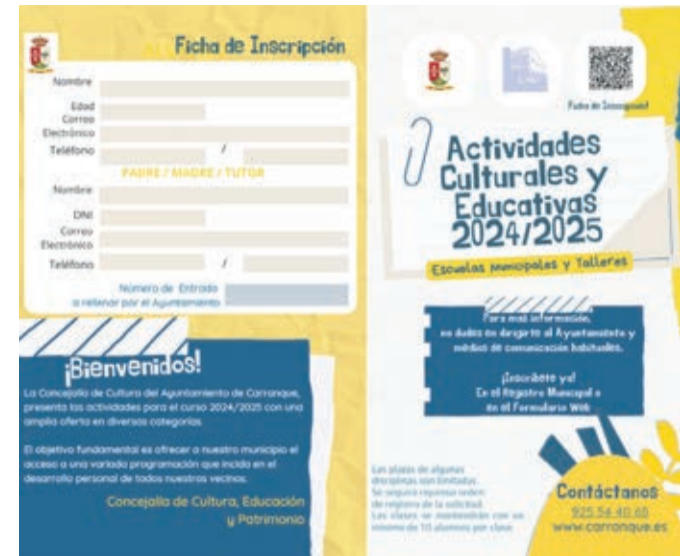 Ficha de Inscripción
Nombre
Edad
Correo
Electrónico
Teléfono /
PADRE / MADRE / TUTOR
Nombre
DNI
Correo
Electrónico
Teléfono /
Número de Entrada
a rellenar por el Ayuntamiento
¡Bienvenidos!
La Concejalía de Cultura del Ayuntamiento de Carranque,
presenta las actividades para el curso 2024/2025 con una
amplia oferta en diversas categorías.
El objetivo fundamental es ofrecer a nuestro municipio el
acceso a una variada programación que incida en el
desarrollo personal de todos nuestros vecinos.
Concejalía de Cultura, Educación
y Patrimonio
Ficha de Inscripción!
Actividades
Culturales y
Educativas
2024/2025
Escuelas Municipales y Talleres
Para más información,
no dudes en dirigirte al Ayuntamiento y
medios de comunicación habituales.
¡Inscríbete ya!
En el Registro Municipal o
en el Formulario Web
Las plazas de algunas
disciplinas son limitadas.
Se seguirá riguroso orden
de registro de la solicitud.
Las clases se mantendrán con un
mínimo de 10 alumnos por clase
Contáctanos
925 54 40 65
www.carranque.es